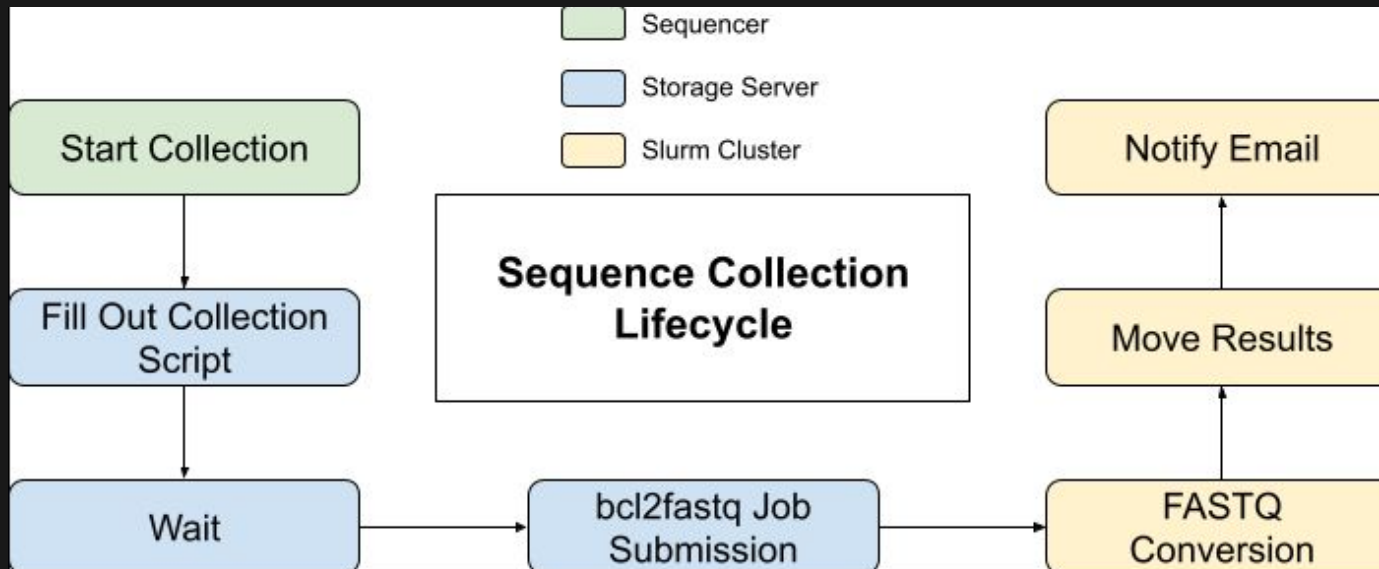 Sequencer
Storage Server
Slurm Cluster
Start Collection
Fill Out Collection
Script
Wait
Sequence Collection
Lifecycle
bcl2fastq Job
Submission
FASTQ
Conversion
Move Results
Notify Email